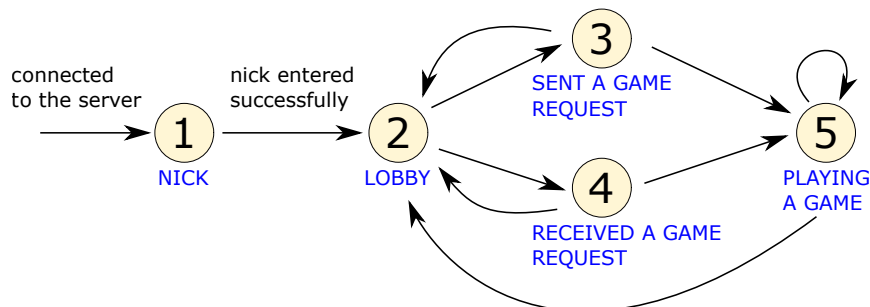 connected
to the server
nick entered
successfully
1
NICK
2
LOBBY
3
SENT A GAME
REQUEST
4
RECEIVED A GAME
REQUEST
5
PLAYING
A GAME